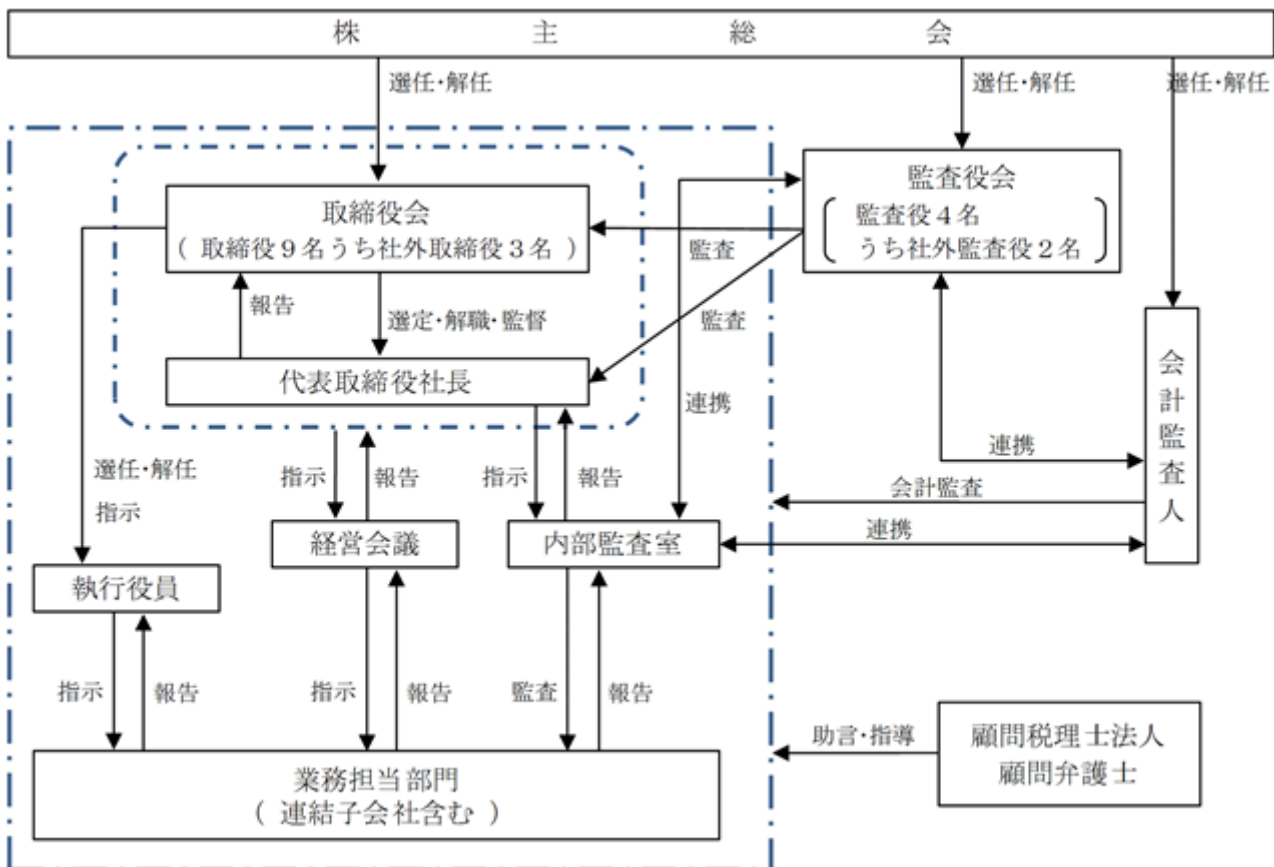 株主総会
選任・解任
選任・解任
選任・解任
取締役会
( 取締役9名うち社外取締役3名 )
監査役会
監査役4名
うち社外監査役2名
監査
報告
選定・解職・監督
監査
代表取締役社長
会計監査人
連携
連携
選任・解任
指示
指示
報告
指示
報告
会計監査
経営会議
内部監査室
連携
執行役員
指示
報告
指示
報告
監査
報告
助言・指導
顧問税理士法人
顧問弁護士
業務担当部門
( 連結子会社含む )